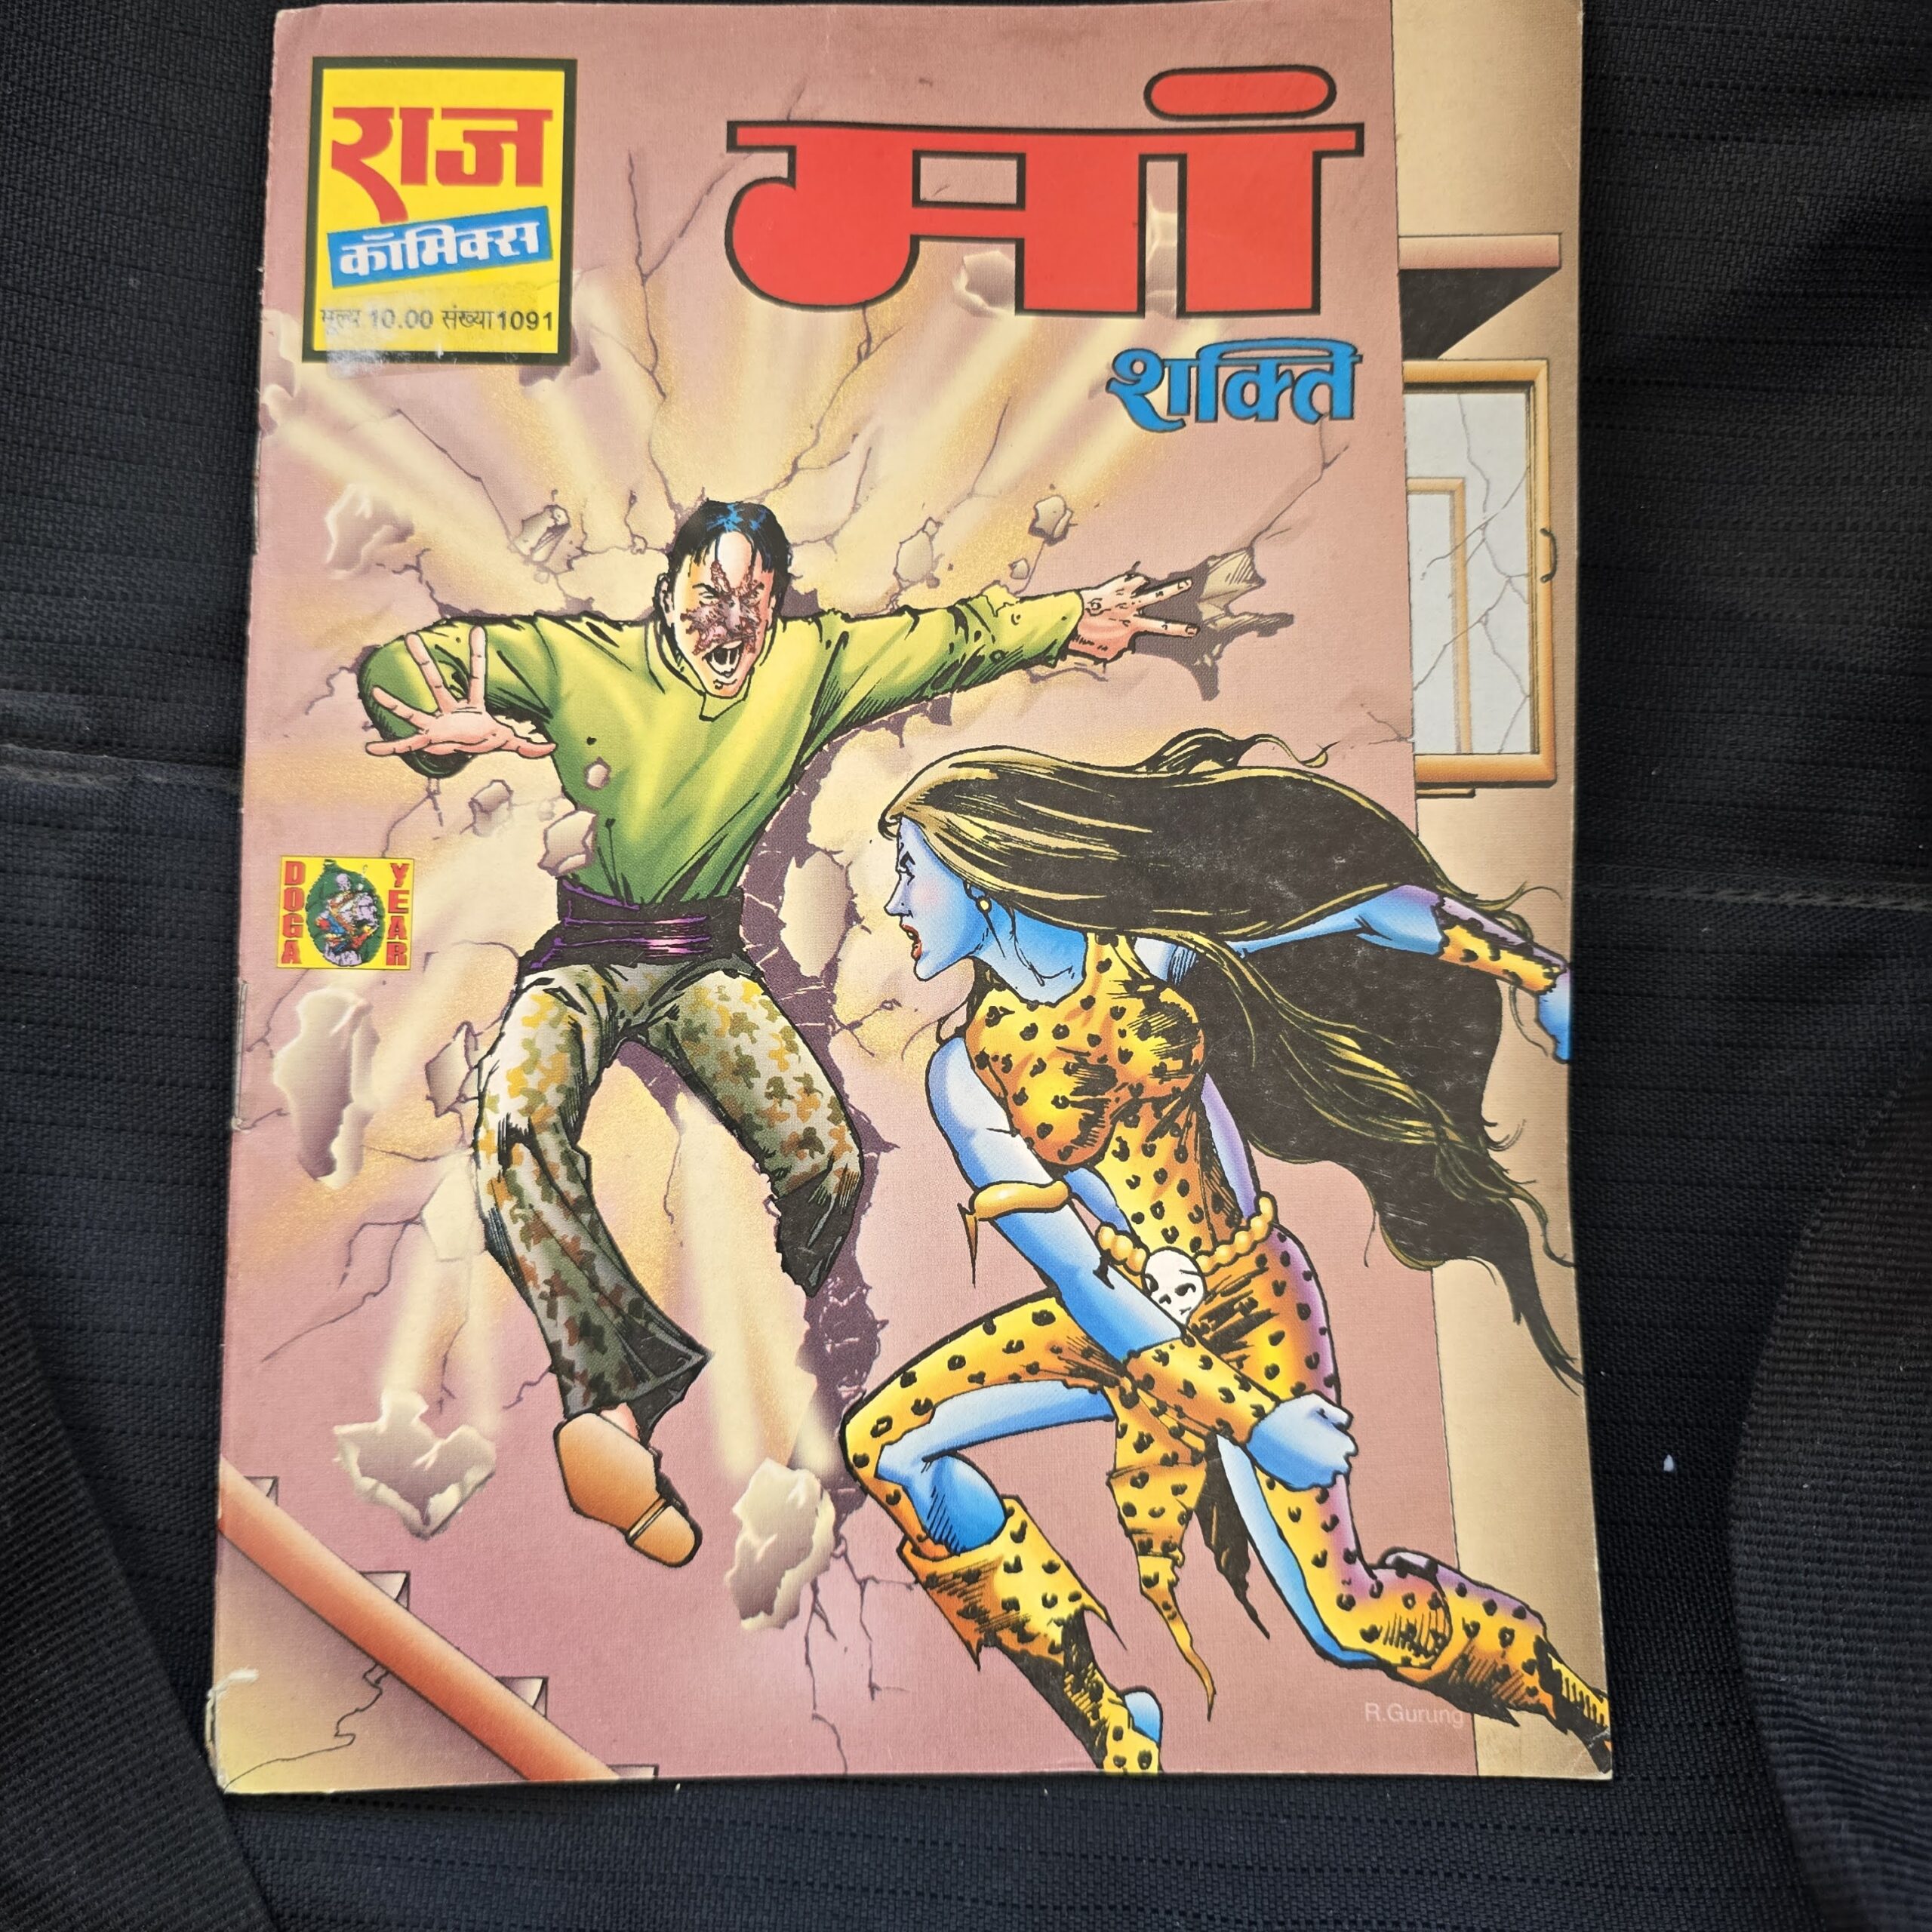 राज
कॉमिक्स
मूल्य 10.00 संख्या 1091
मां
शक्ति
DOGA
YEAR
R.Gurung